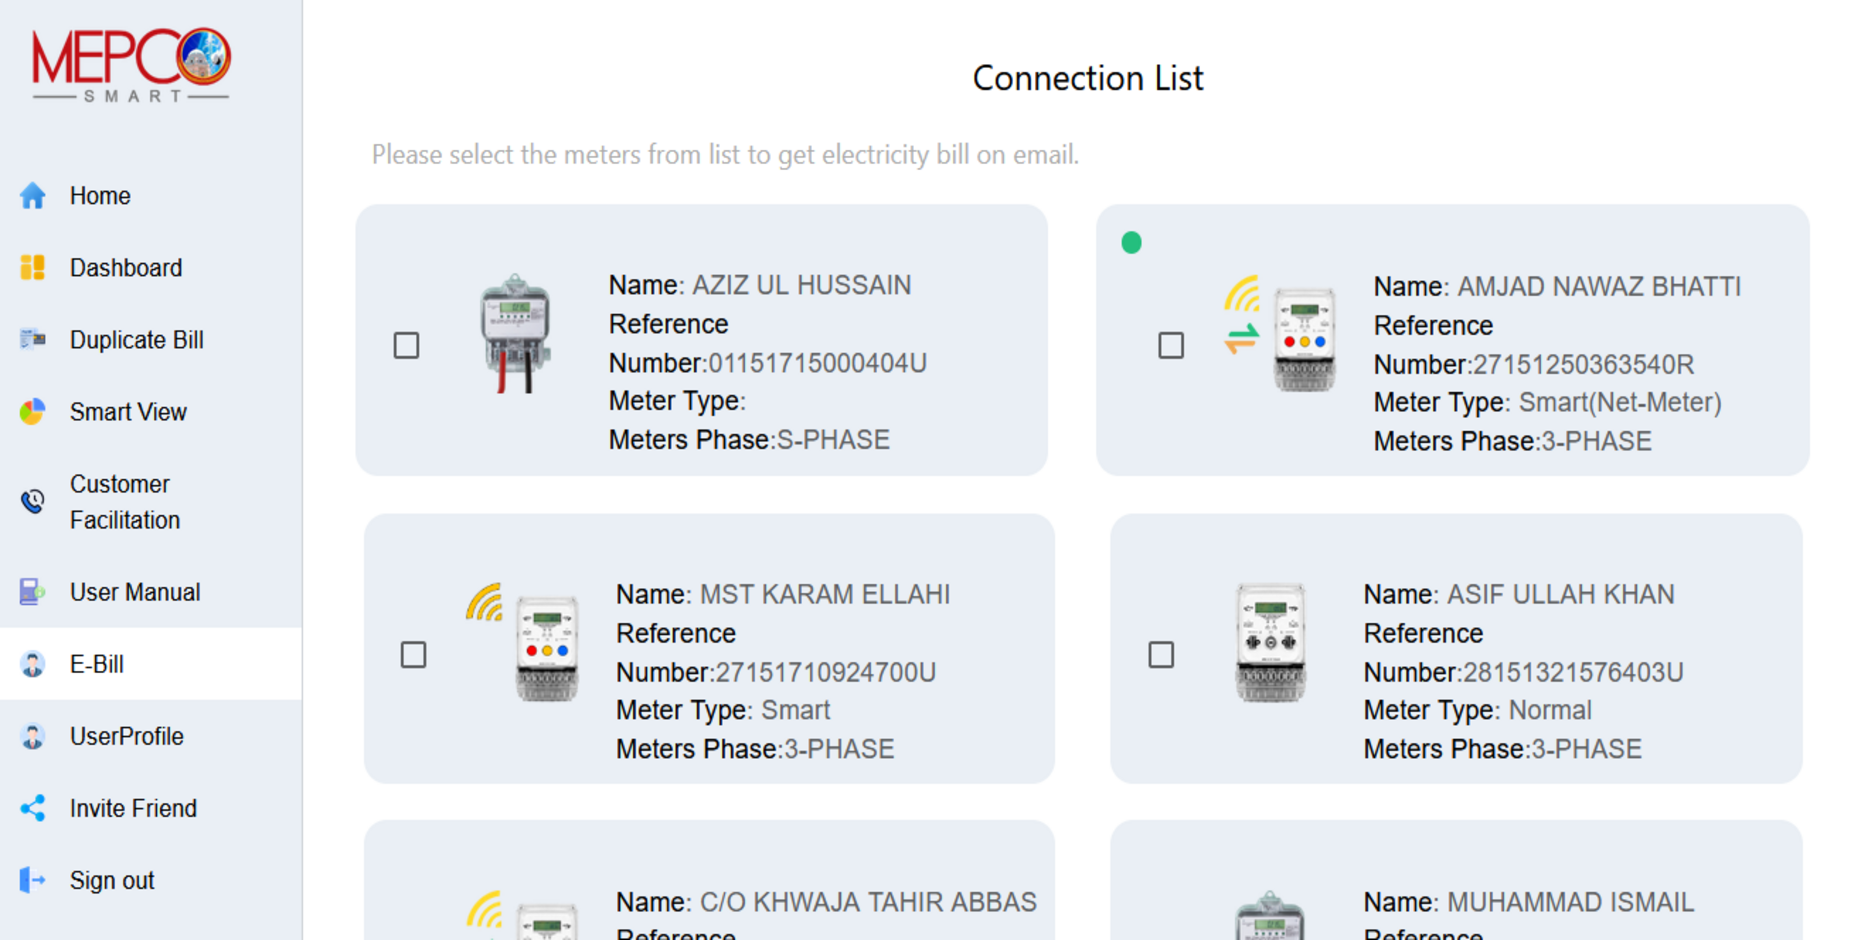 MEPCO
SMART
Home
Dashboard
Duplicate Bill
Smart View
Customer
Facilitation
User Manual
E-Bill
UserProfile
Invite Friend
Sign out
Connection List
Please select the meters from list to get electricity bill on email.
Name: AZIZ UL HUSSAIN
Reference
Number:01151715000404U
Meter Type:
Meters Phase:S-PHASE
Name: AMJAD NAWAZ BHATTI
Reference
Number:27151250363540R
Meter Type: Smart(Net-Meter)
Meters Phase:3-PHASE
Name: MST KARAM ELLAHI
Reference
Number:27151710924700U
Meter Type: Smart
Meters Phase:3-PHASE
Name: ASIF ULLAH KHAN
Reference
Number:28151321576403U
Meter Type: Normal
Meters Phase:3-PHASE
Name: C/O KHWAJA TAHIR ABBAS
Reference
Name: MUHAMMAD ISMAIL
Reference